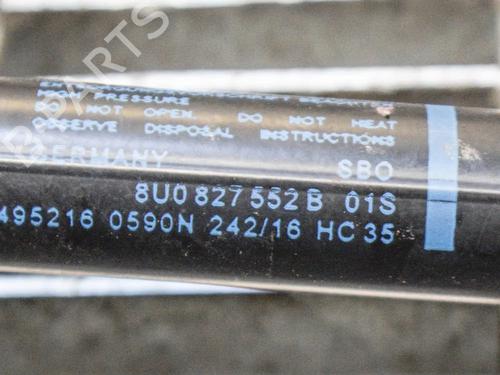 HIGH PRESSURE
DO NOT OPEN. DO NOT HEAT
OBSERVE DISPOSAL INSTRUCTIONS
GERMANY SBO
8U0 827 552 B 01S
495216 0590N 242/16 HC 35
B-PARTS